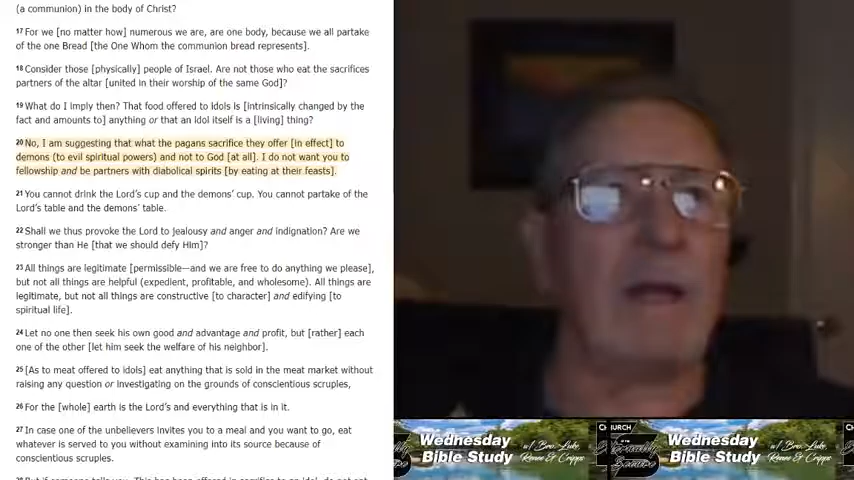 (a communion) in the body of Christ?
17 For we [no matter how] numerous we are, are one body, because we all partake
of the one Bread [the One Whom the communion bread represents].
18 Consider those [physically] people of Israel. Are not those who eat the sacrifices
partners of the altar [united in their worship of the same God]?
19 What do I imply then? That food offered to idols is [intrinsically changed by the
fact and amounts to] anything or that an idol itself is a [living] thing?
20 No, I am suggesting that what the pagans sacrifice they offer [in effect] to
demons (to evil spiritual powers) and not to God [at all]. I do not want you to
fellowship and be partners with diabolical spirits [by eating at their feasts].
21 You cannot drink the Lord's cup and the demons' cup. You cannot partake of the
Lord's table and the demons' table.
22 Shall we thus provoke the Lord to jealousy and anger and indignation? Are we
stronger than He [that we should defy Him]?
23 All things are legitimate [permissible—and we are free to do anything we please],
but not all things are helpful (expedient, profitable, and wholesome). All things are
legitimate, but not all things are constructive [to character] and edifying [to
spiritual life].
24 Let no one then seek his own good and advantage and profit, but [rather] each
one of the other [let him seek the welfare of his neighbor].
25 [As to meat offered to idols] eat anything that is sold in the meat market without
raising any question or investigating on the grounds of conscientious scruples,
26 For the [whole] earth is the Lord's and everything that is in it.
27 In case one of the unbelievers invites you to a meal and you want to go, eat
whatever is served to you without examining into its source because of
conscientious scruples.
Wednesday
Bible Study
w/ Bro. Luke,
Renee & Cripps
CHURCH
Wednesday
Bible Study
w/ Bro. Luke,
Renee & Cripps